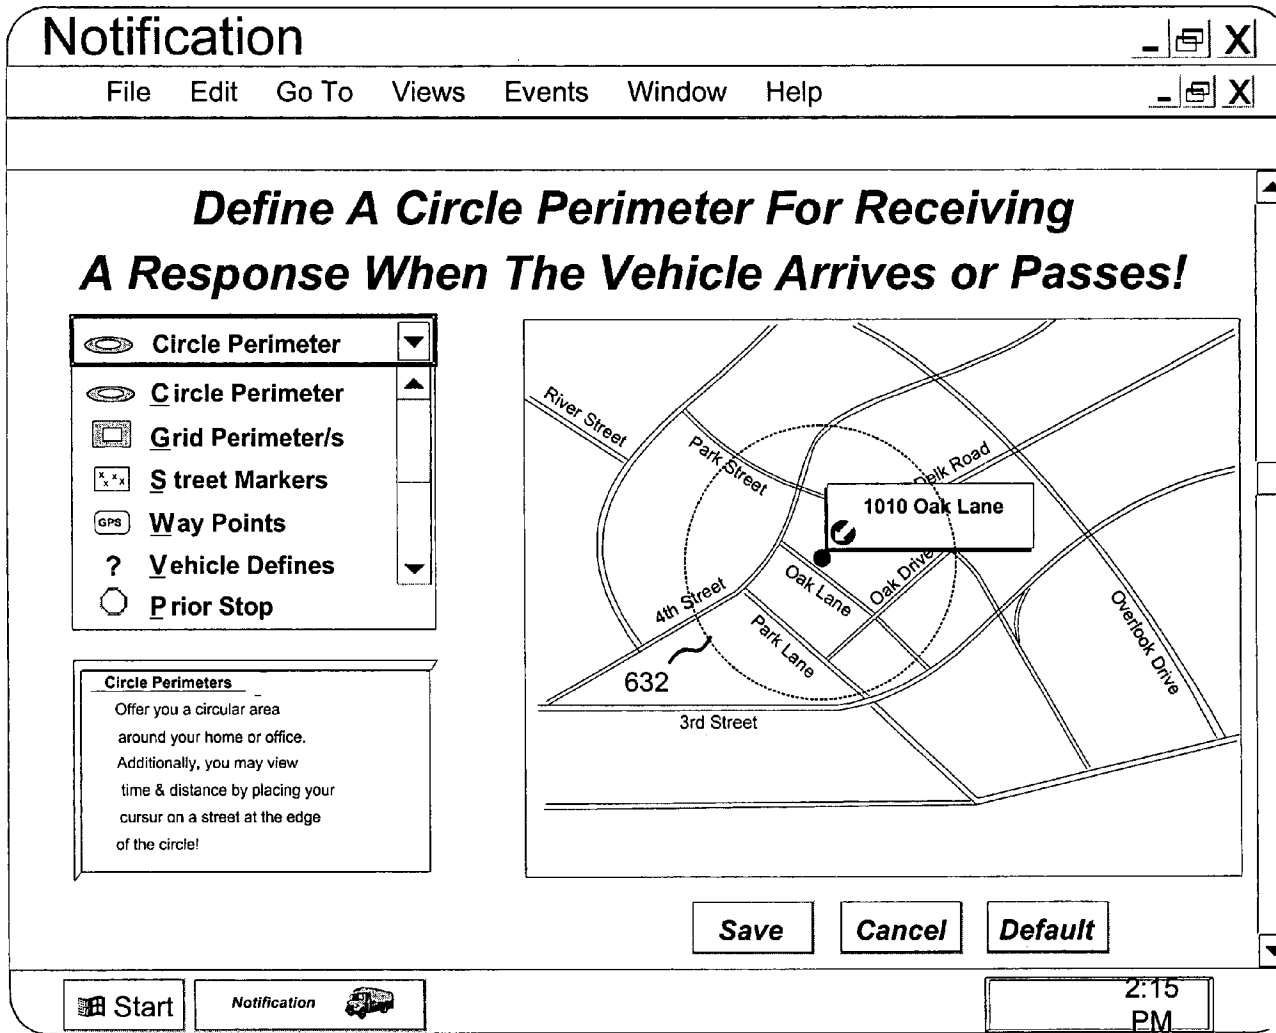 Notification
File Edit Go To Views Events Window Help
Define A Circle Perimeter For Receiving
A Response When The Vehicle Arrives or Passes!
Circle Perimeter
Circle Perimeter
Grid Perimeter/s
Street Markers
GPS Way Points
? Vehicle Defines
Prior Stop
Circle Perimeters
Offer you a circular area
around your home or office.
Additionally, you may view
time & distance by placing your
cursur on a street at the edge
of the circle!
River Street
Park Street
Delk Road
1010 Oak Lane
Oak Lane
Oak Drive
4th Street
Park Lane
Overlook Drive
632
3rd Street
Save Cancel Default
Start
Notification
2:15
PM